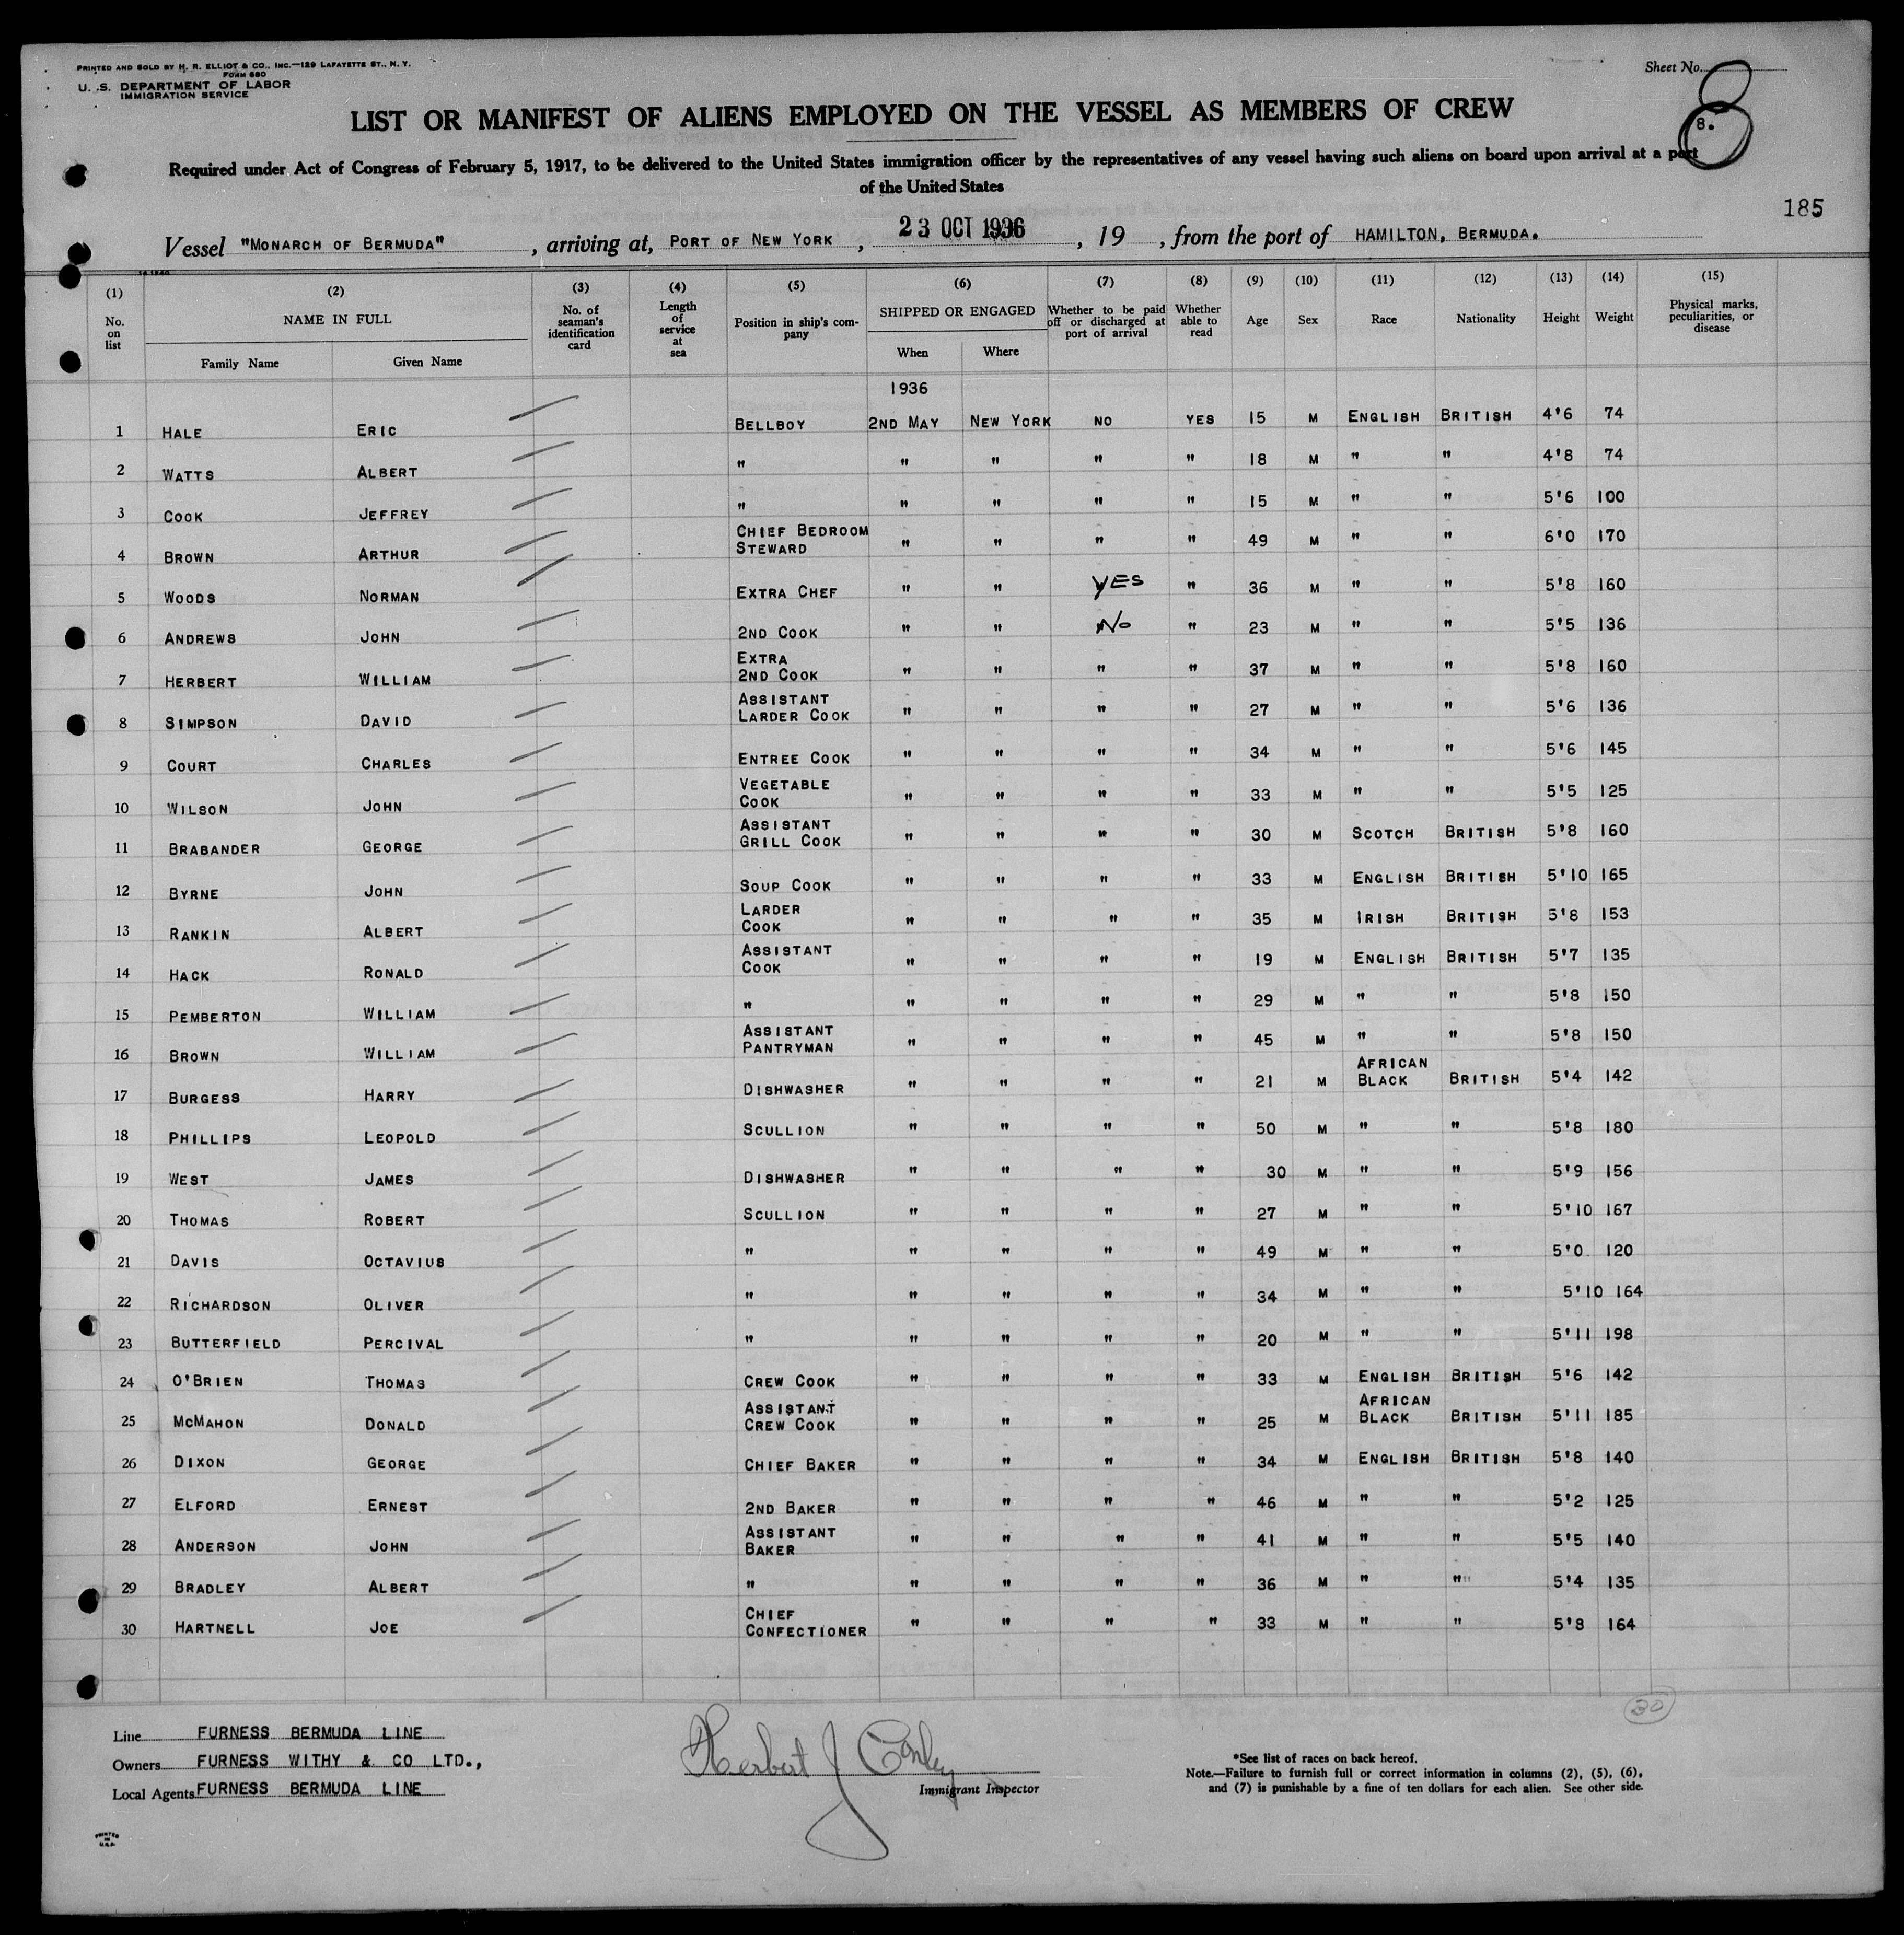 PRINTED AND SOLD BY H. R. ELLIOT & CO., INC.—129 LAFAYETTE ST., N. Y.
FORM 680
U. S. DEPARTMENT OF LABOR
IMMIGRATION SERVICE
Sheet No. 8
8.
LIST OR MANIFEST OF ALIENS EMPLOYED ON THE VESSEL AS MEMBERS OF CREW
Required under Act of Congress of February 5, 1917, to be delivered to the United States immigration officer by the representatives of any vessel having such aliens on board upon arrival at a port
of the United States
185
Vessel "MONARCH OF BERMUDA", arriving at, PORT OF NEW YORK, 23 OCT 1936, 19 , from the port of HAMILTON, BERMUDA.
(1) No. on list (2) NAME IN FULL Family Name Given Name (3) No. of seaman's identification card (4) Length of service at sea (5) Position in ship's company (6) SHIPPED OR ENGAGED When Where (7) Whether to be paid off or discharged at port of arrival (8) Whether able to read (9) Age (10) Sex (11) Race (12) Nationality (13) Height (14) Weight (15) Physical marks, peculiarities, or disease
1936
1 HALE ERIC BELLBOY 2ND MAY NEW YORK NO YES 15 M ENGLISH BRITISH 4'6 74
2 WATTS ALBERT " " " " " 18 M " " 4'8 74
3 COOK JEFFREY " " " " " 15 M " " 5'6 100
4 BROWN ARTHUR CHIEF BEDROOM STEWARD " " " " 49 M " " 6'0 170
5 WOODS NORMAN EXTRA CHEF " " YES " 36 M " " 5'8 160
6 ANDREWS JOHN 2ND COOK " " No " 23 M " " 5'5 136
7 HERBERT WILLIAM EXTRA 2ND COOK " " " " 37 M " " 5'8 160
8 SIMPSON DAVID ASSISTANT LARDER COOK " " " " 27 M " " 5'6 136
9 COURT CHARLES ENTREE COOK " " " " 34 M " " 5'6 145
10 WILSON JOHN VEGETABLE COOK " " " " 33 M " " 5'5 125
11 BRABANDER GEORGE ASSISTANT GRILL COOK " " " " 30 M SCOTCH BRITISH 5'8 160
12 BYRNE JOHN SOUP COOK " " " " 33 M ENGLISH BRITISH 5'10 165
13 RANKIN ALBERT LARDER COOK " " " " 35 M IRISH BRITISH 5'8 153
14 HACK RONALD ASSISTANT COOK " " " " 19 M ENGLISH BRITISH 5'7 135
15 PEMBERTON WILLIAM " " " " " 29 M " " 5'8 150
16 BROWN WILLIAM ASSISTANT PANTRYMAN " " " " 45 M " " 5'8 150
17 BURGESS HARRY DISHWASHER " " " " 21 M AFRICAN BLACK BRITISH 5'4 142
18 PHILLIPS LEOPOLD SCULLION " " " " 50 M " " 5'8 180
19 WEST JAMES DISHWASHER " " " " 30 M " " 5'9 156
20 THOMAS ROBERT SCULLION " " " " 27 M " " 5'10 167
21 DAVIS OCTAVIUS " " " " " 49 M " " 5'0 120
22 RICHARDSON OLIVER " " " " " 34 M " " 5'10 164
23 BUTTERFIELD PERCIVAL " " " " " 20 M " " 5'11 198
24 O'BRIEN THOMAS CREW COOK " " " " 33 M ENGLISH BRITISH 5'6 142
25 MCMAHON DONALD ASSISTANT CREW COOK " " " " 25 M AFRICAN BLACK BRITISH 5'11 185
26 DIXON GEORGE CHIEF BAKER " " " " 34 M ENGLISH BRITISH 5'8 140
27 ELFORD ERNEST 2ND BAKER " " " " 46 M " " 5'2 125
28 ANDERSON JOHN ASSISTANT BAKER " " " " 41 M " " 5'5 140
29 BRADLEY ALBERT " " " " " 36 M " " 5'4 135
30 HARTNELL JOE CHIEF CONFECTIONER " " " " 33 M " " 5'8 164
30
Line FURNESS BERMUDA LINE
Owners FURNESS WITHY & CO LTD.,
Local Agents FURNESS BERMUDA LINE
Herbert J Conley
Immigrant Inspector
*See list of races on back hereof.
Note.—Failure to furnish full or correct information in columns (2), (5), (6),
and (7) is punishable by a fine of ten dollars for each alien. See other side.
PRINTED IN U.S.A.